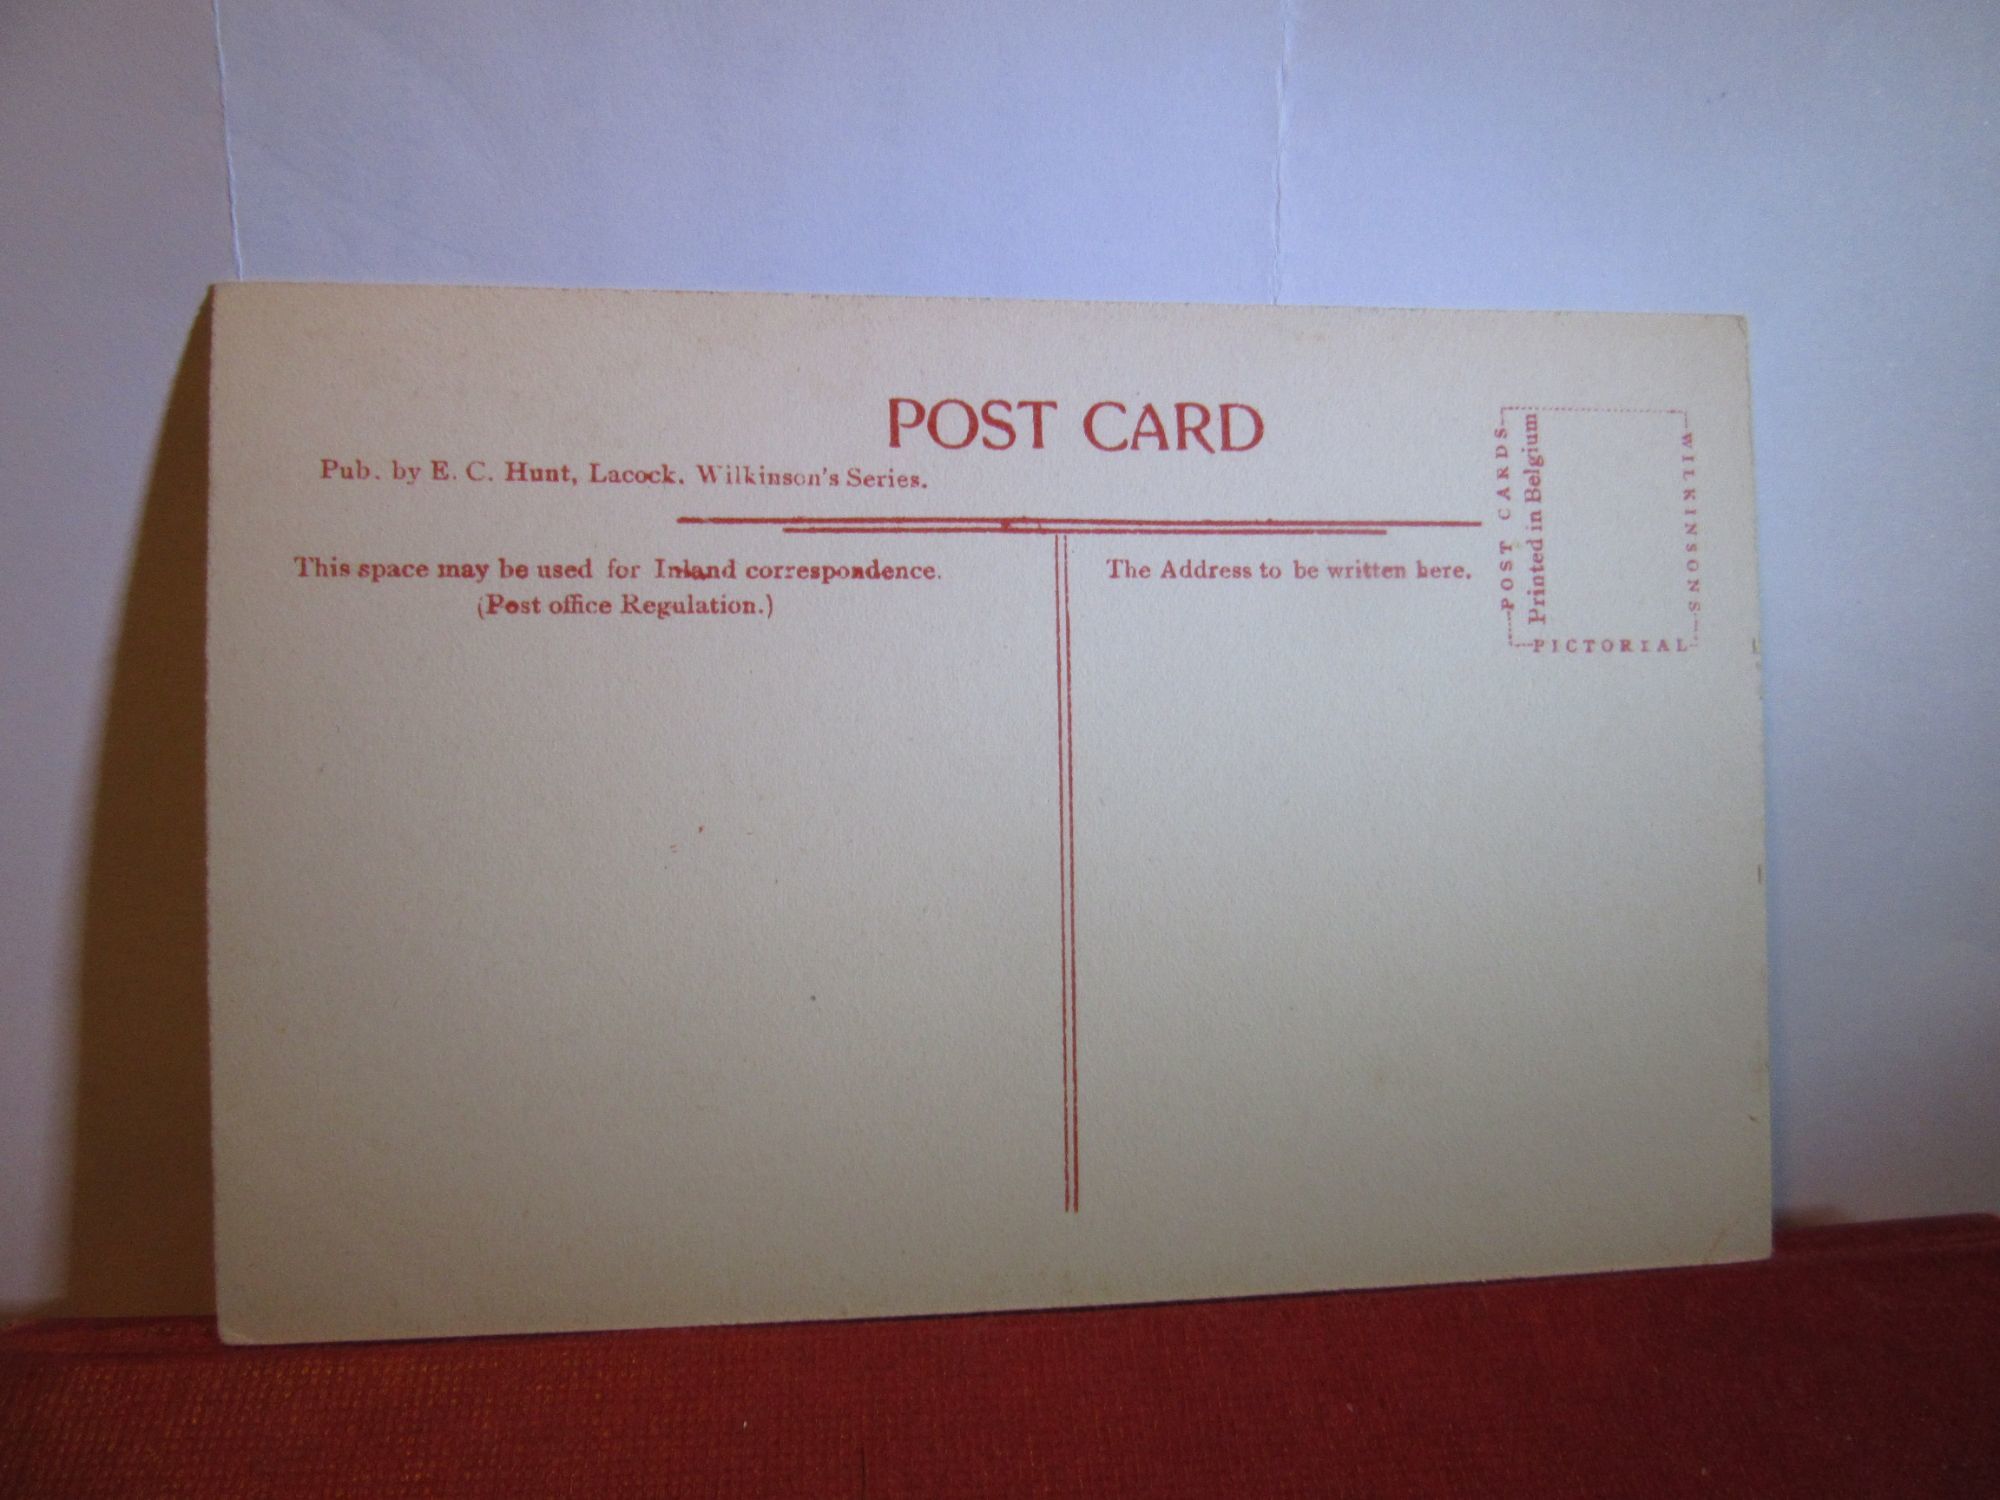 POST CARD
Pub. by E. C. Hunt, Lacock. Wilkinson's Series.
This space may be used for Inland correspondence.
(Post office Regulation.)
The Address to be written here.
POST CARDS
Printed in Belgium
WILKINSONS
PICTORIAL